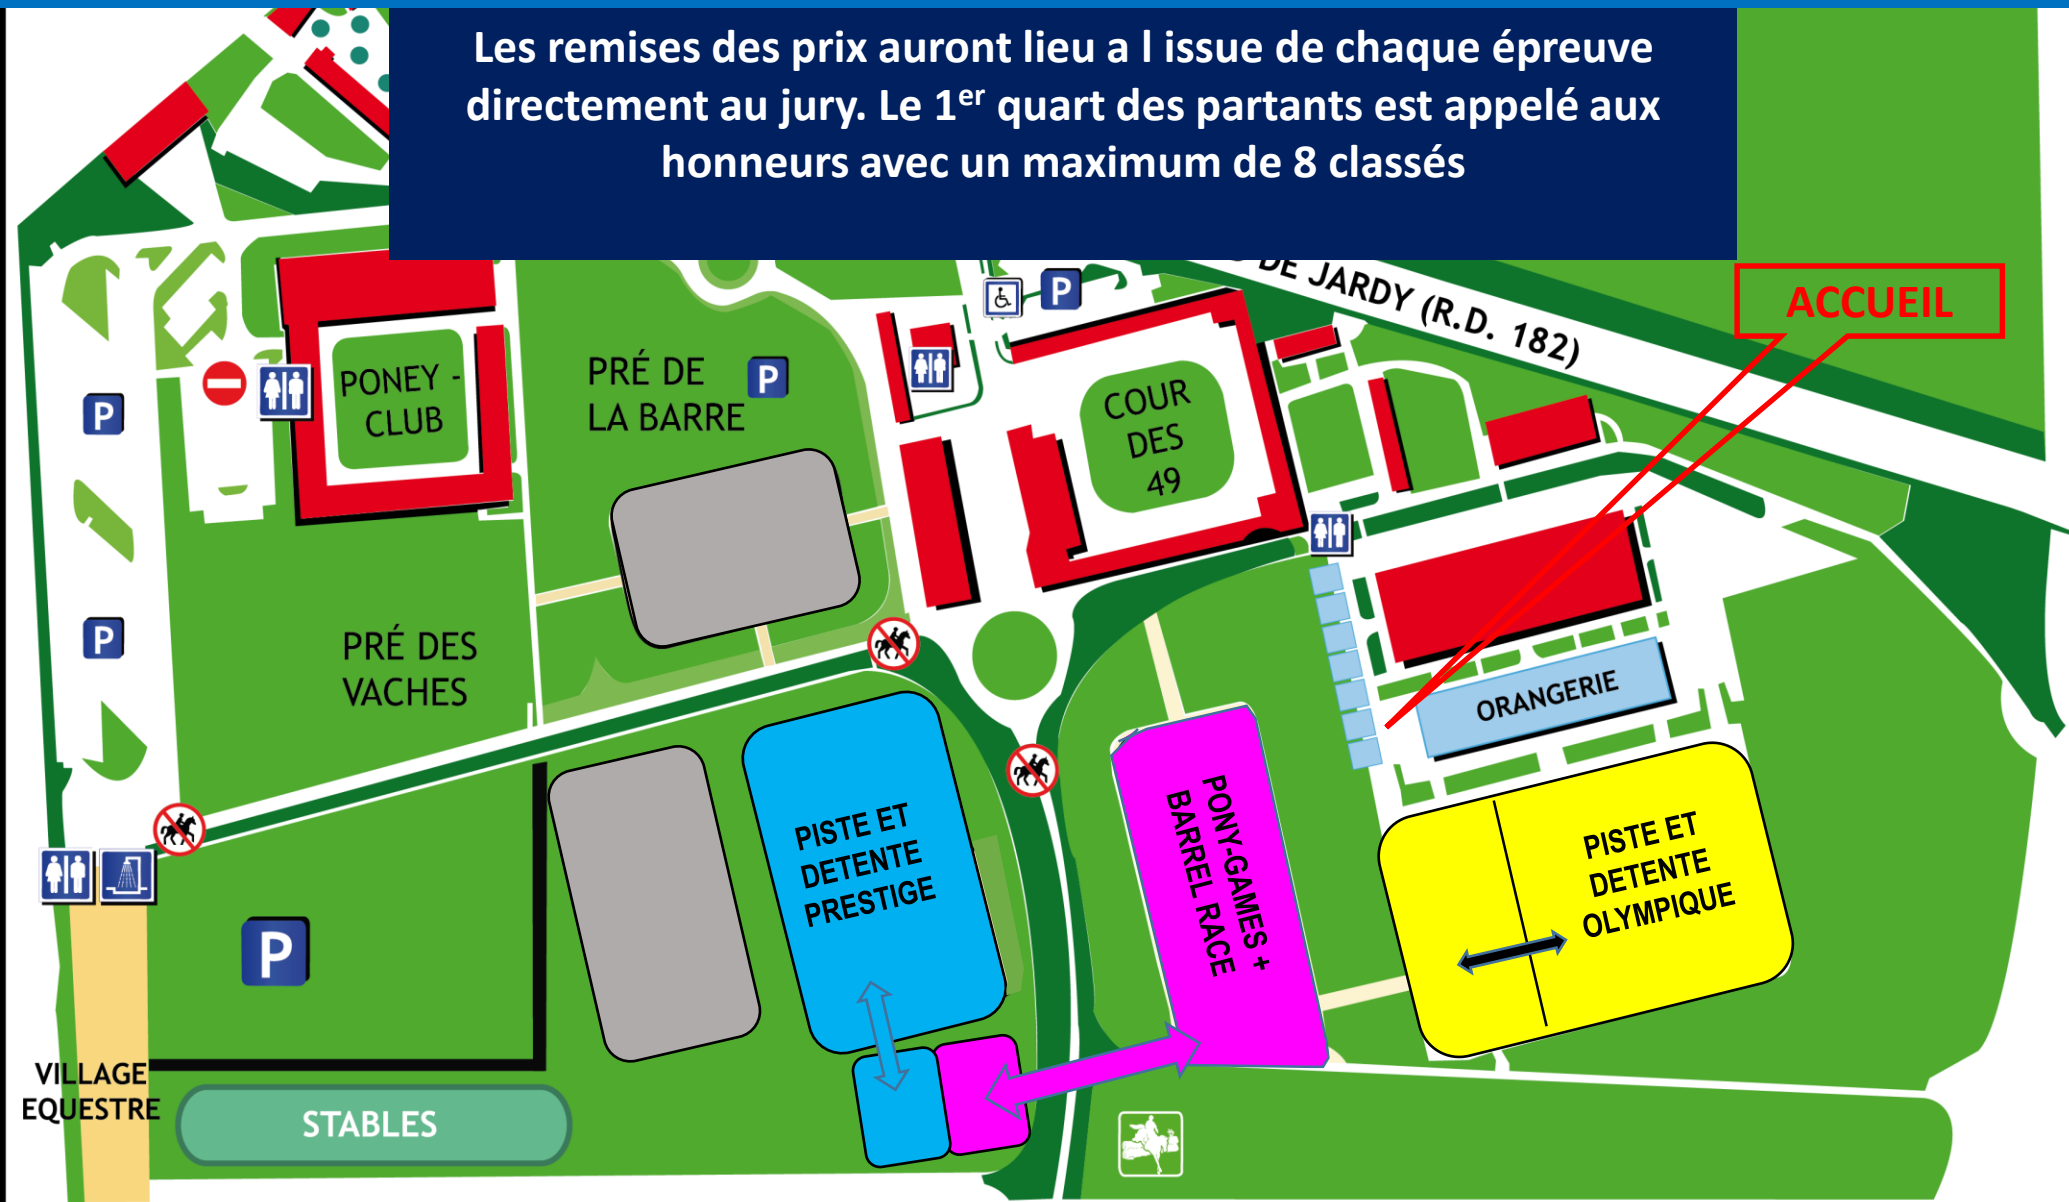 Les remises des prix auront lieu a l issue de chaque épreuve
directement au jury. Le 1er quart des partants est appelé aux
honneurs avec un maximum de 8 classés
DE JARDY (R.D. 182)
ACCUEIL
P
PONEY -
CLUB
PRÉ DE
LA BARRE
P
COUR
DES
49
P
P
PRÉ DES
VACHES
ORANGERIE
PISTE ET
DETENTE
PRESTIGE
PONY-GAMES +
BARREL RACE
PISTE ET
DETENTE
OLYMPIQUE
P
VILLAGE
EQUESTRE
STABLES